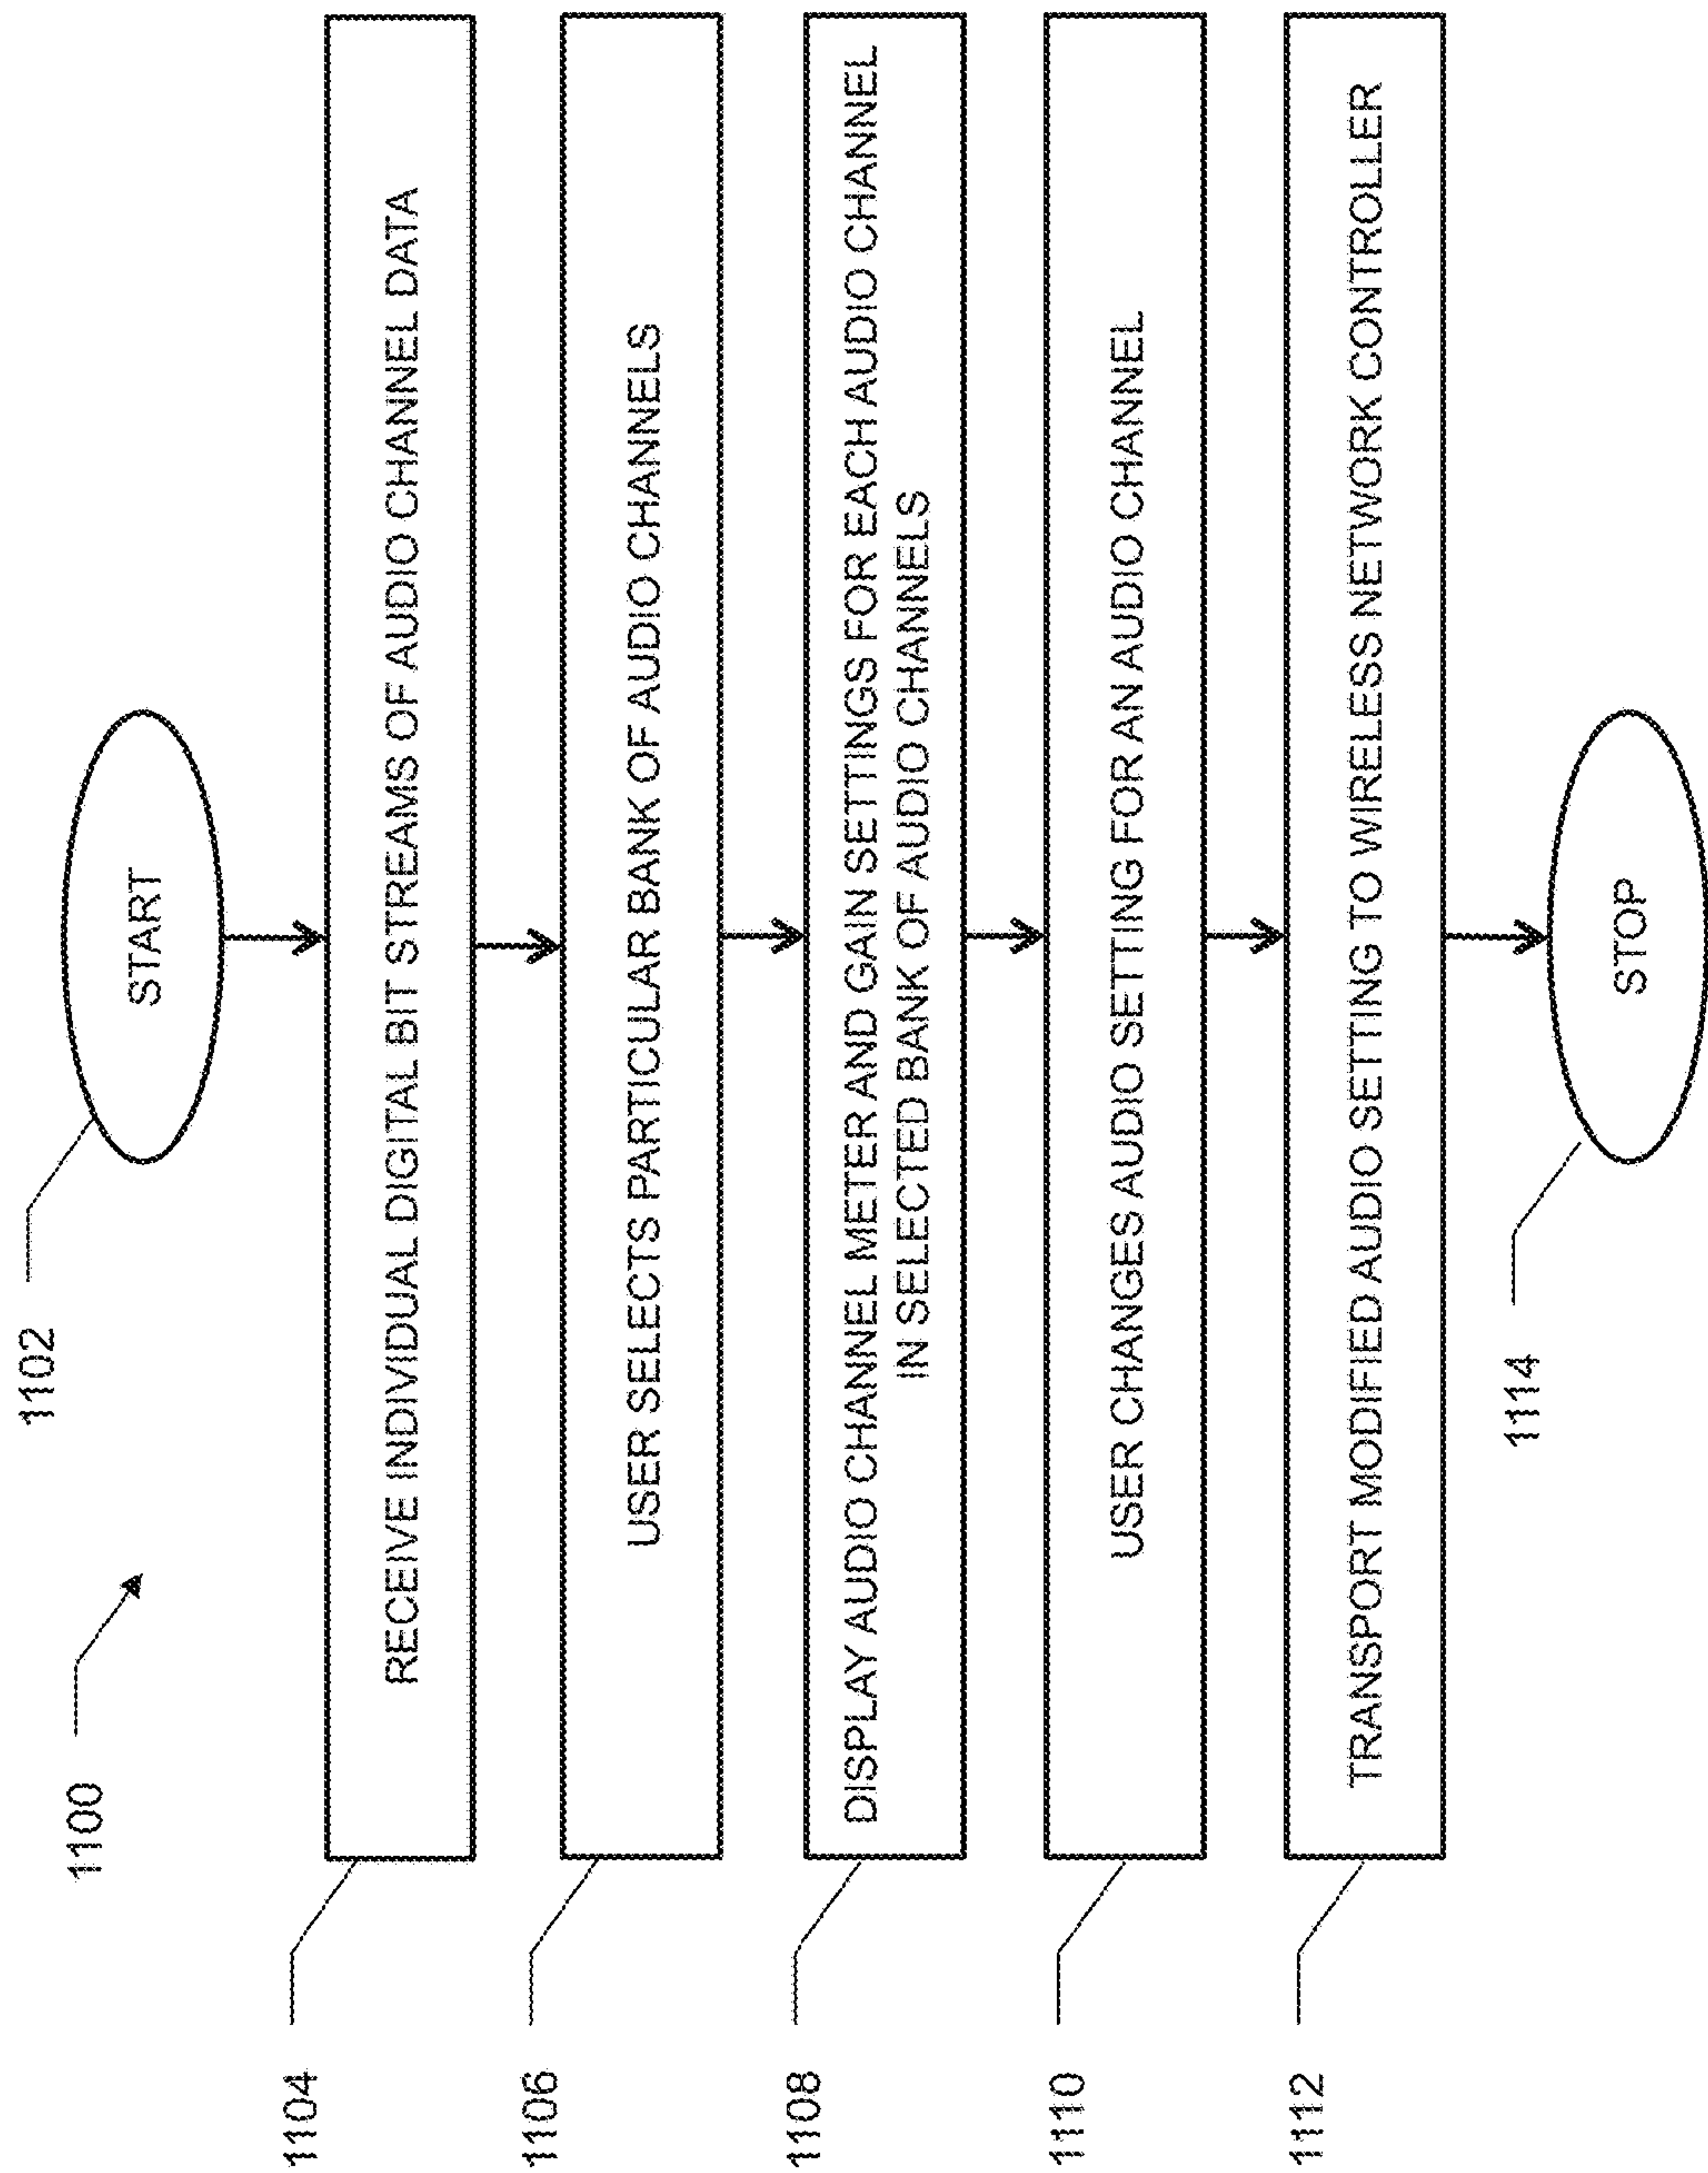 1100
1102
START
1104
RECEIVE INDIVIDUAL DIGITAL BIT STREAMS OF AUDIO CHANNEL DATA
1106
USER SELECTS PARTICULAR BANK OF AUDIO CHANNELS
1108
DISPLAY AUDIO CHANNEL METER AND GAIN SETTINGS FOR EACH AUDIO CHANNEL
IN SELECTED BANK OF AUDIO CHANNELS
1110
USER CHANGES AUDIO SETTING FOR AN AUDIO CHANNEL
1112
TRANSPORT MODIFIED AUDIO SETTING TO WIRELESS NETWORK CONTROLLER
1114
STOP